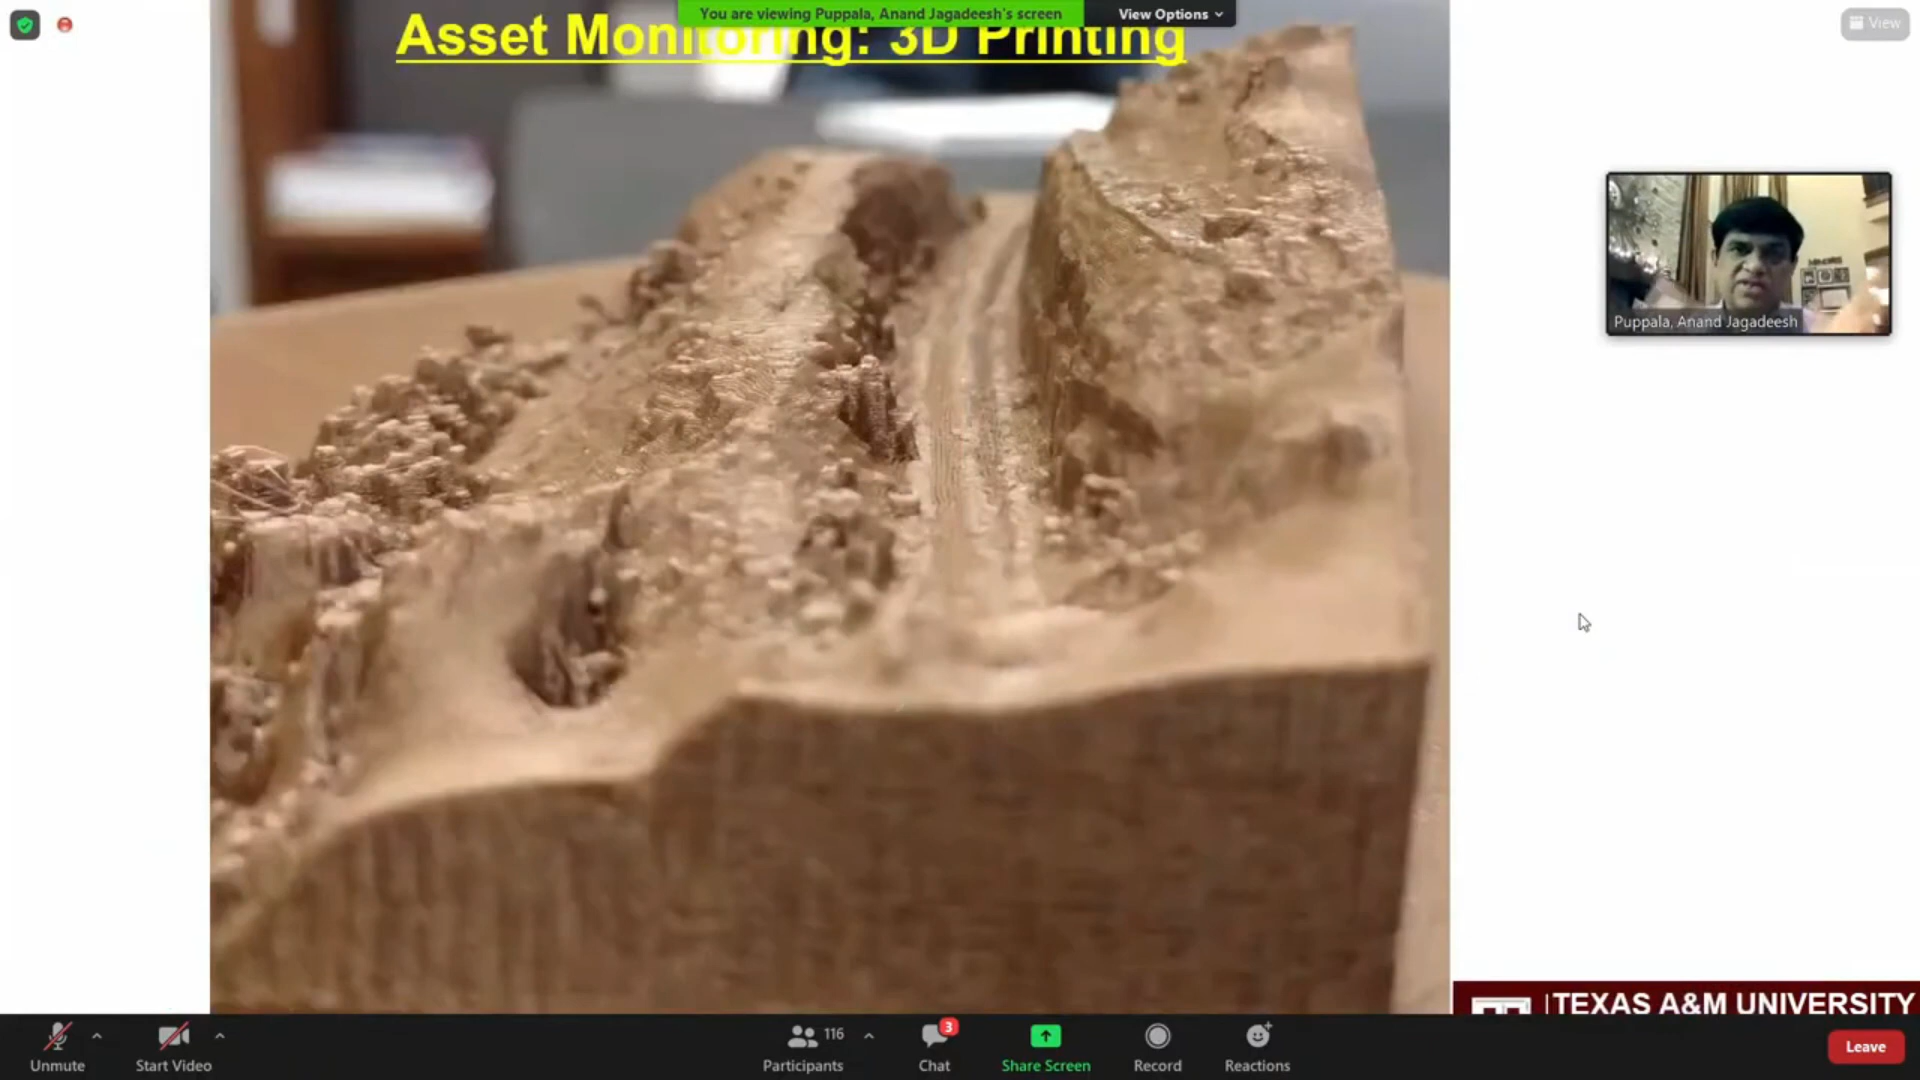 You are viewing Puppala, Anand Jagadeesh's screen
View Options
View
Asset Monitoring: 3D Printing
Puppala, Anand Jagadeesh
TEXAS A&M UNIVERSITY
Unmute
Start Video
116
Participants
3
Chat
Share Screen
Record
Reactions
Leave